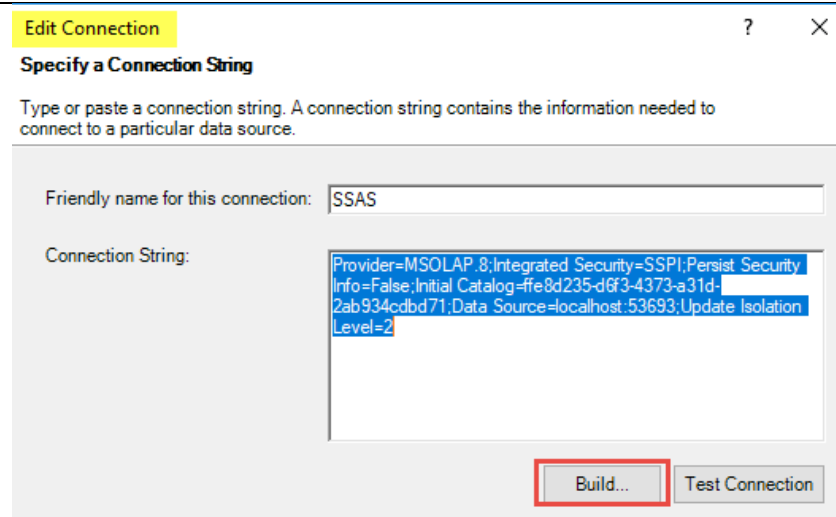 Edit Connection
? X
Specify a Connection String
Type or paste a connection string. A connection string contains the information needed to
connect to a particular data source.
Friendly name for this connection: SSAS
Connection String:
Provider=MSOLAP.8;Integrated Security=SSPI;Persist Security
Info=False;Initial Catalog=ffe8d235-d6f3-4373-a31d-
2ab934cdbd71;Data Source=localhost:53693;Update Isolation
Level=2
Build... Test Connection